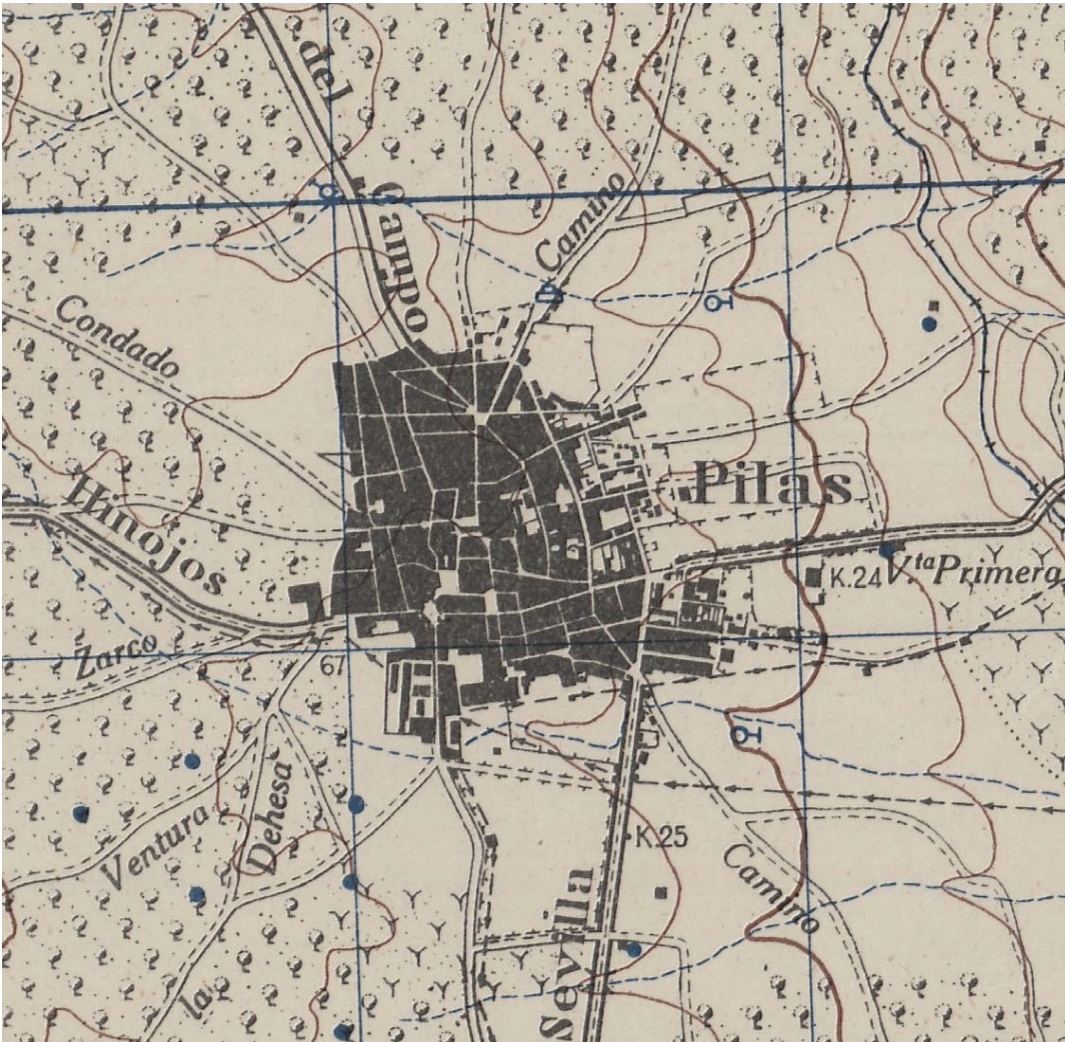 del
Campo
Camino
Condado
Pilas
Hinojos
K.24
Vta Primera
Zarco
67
Ventura
Dehesa
K.25
Camino
Sevilla
la